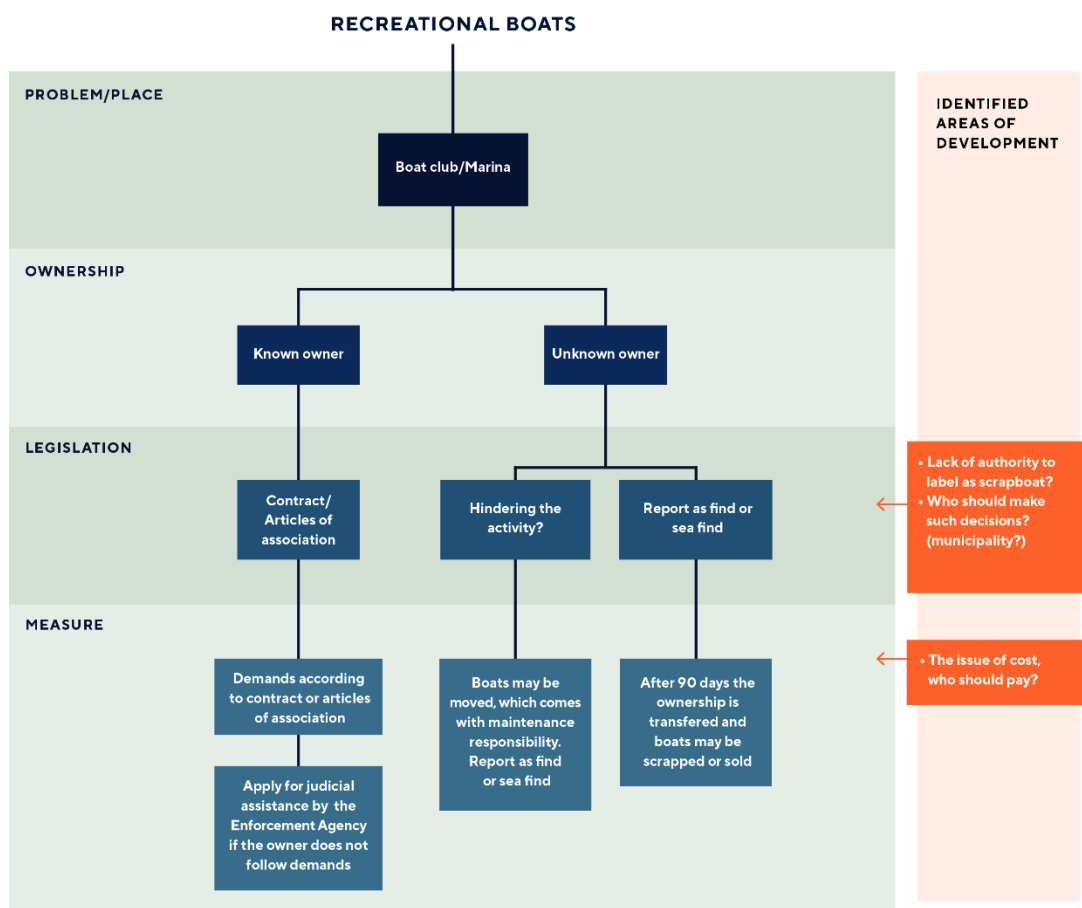 RECREATIONAL BOATS
PROBLEM/PLACE
Boat club/Marina
OWNERSHIP
Known owner
Unknown owner
LEGISLATION
Contract/
Articles of
association
Hindering the
activity?
Report as find or
sea find
MEASURE
Demands according
to contract or articles
of association
Apply for judicial
assistance by the
Enforcement Agency
if the owner does not
follow demands
Boats may be
moved, which comes
with maintenance
responsibility.
Report as find
or sea find
After 90 days the
ownership is
transfered and
boats may be
scrapped or sold
IDENTIFIED
AREAS OF
DEVELOPMENT
• Lack of authority to
label as scrapboat?
• Who should make
such decisions?
(municipality?)
• The issue of cost,
who should pay?